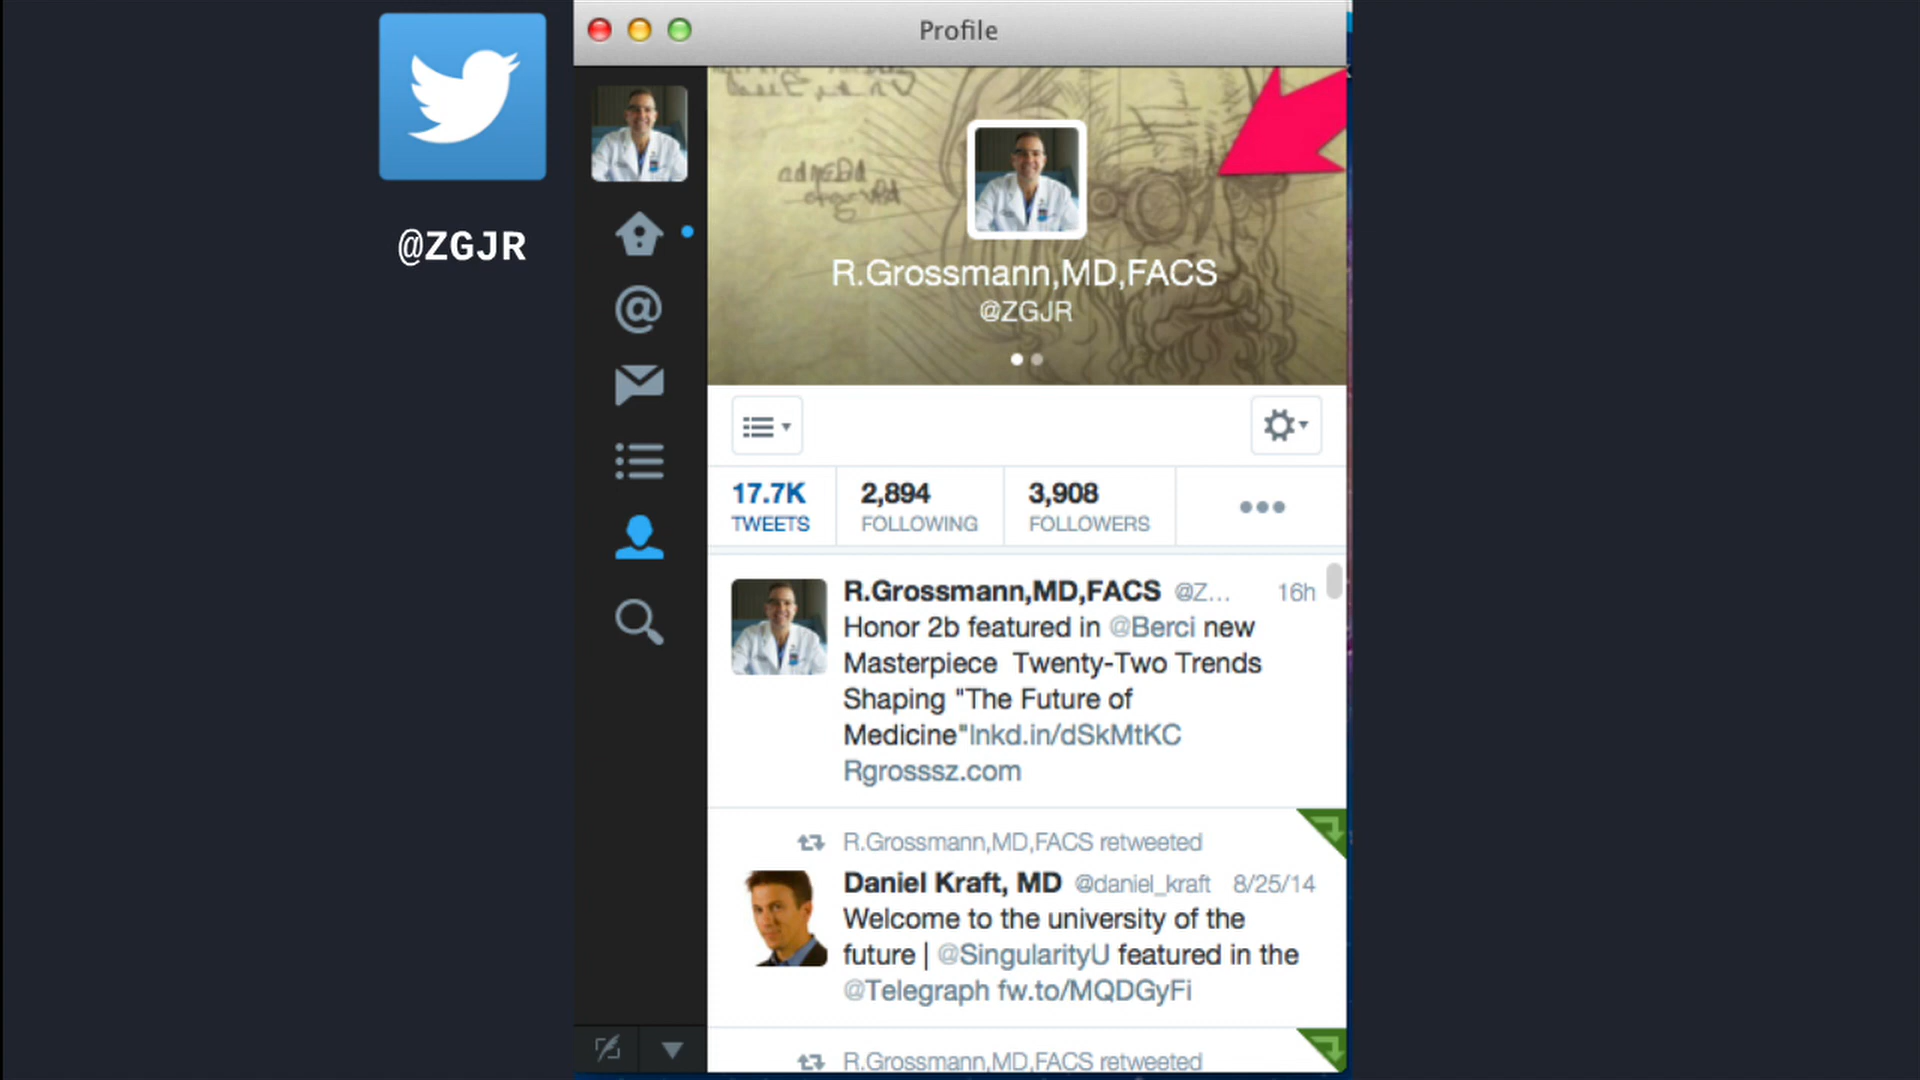 @ZGJR
Profile
R.Grossmann,MD,FACS
@ZGJR
17.7K
TWEETS
2,894
FOLLOWING
3,908
FOLLOWERS
R.Grossmann,MD,FACS @Z... 16h
Honor 2b featured in @Berci new
Masterpiece Twenty-Two Trends
Shaping "The Future of
Medicine"lnkd.in/dSkMtKC
Rgrosssz.com
R.Grossmann,MD,FACS retweeted
Daniel Kraft, MD @daniel_kraft 8/25/14
Welcome to the university of the
future | @SingularityU featured in the
@Telegraph fw.to/MQDGyFi
R.Grossmann,MD,FACS retweeted